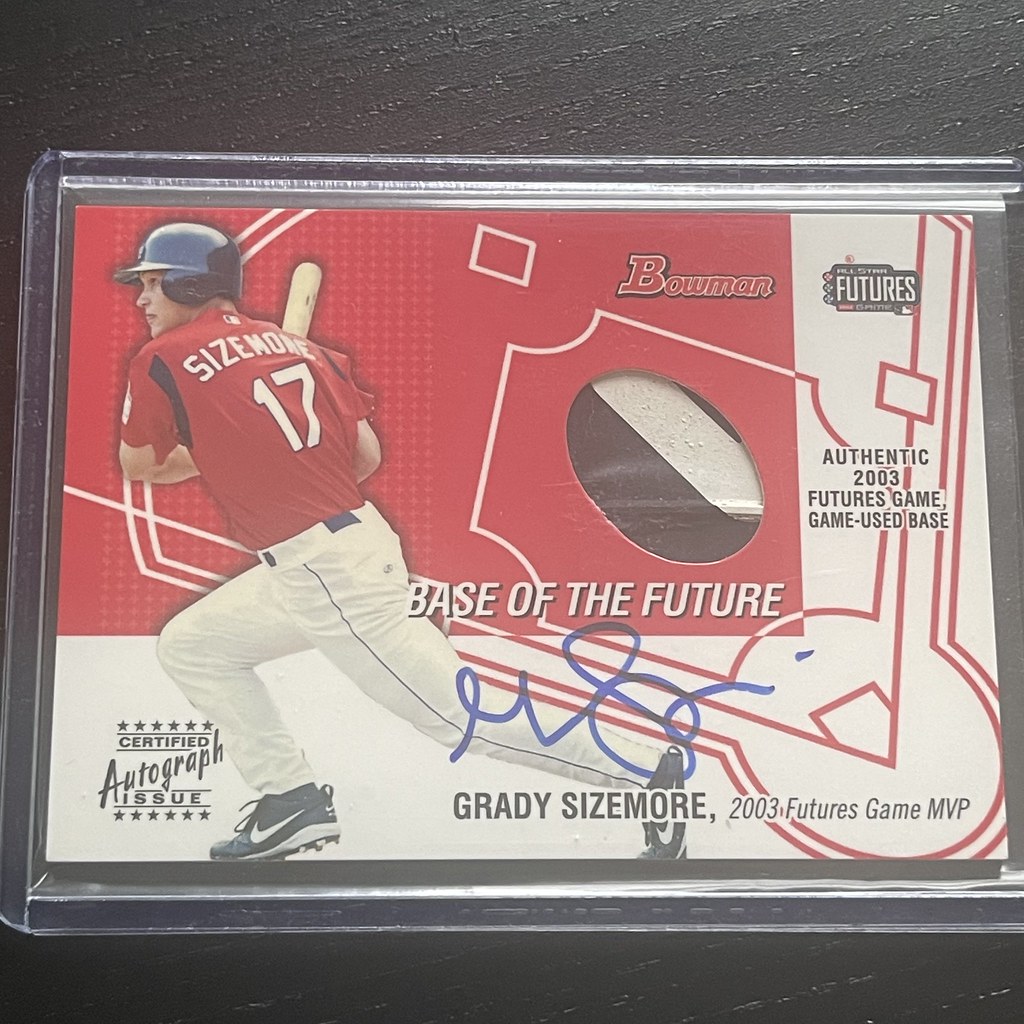 Bowman
ALL STAR
FUTURES
GAME
SIZEMORE
17
AUTHENTIC
2003
FUTURES GAME,
GAME-USED BASE
BASE OF THE FUTURE
CERTIFIED
Autograph
ISSUE
GRADY SIZEMORE, 2003 Futures Game MVP